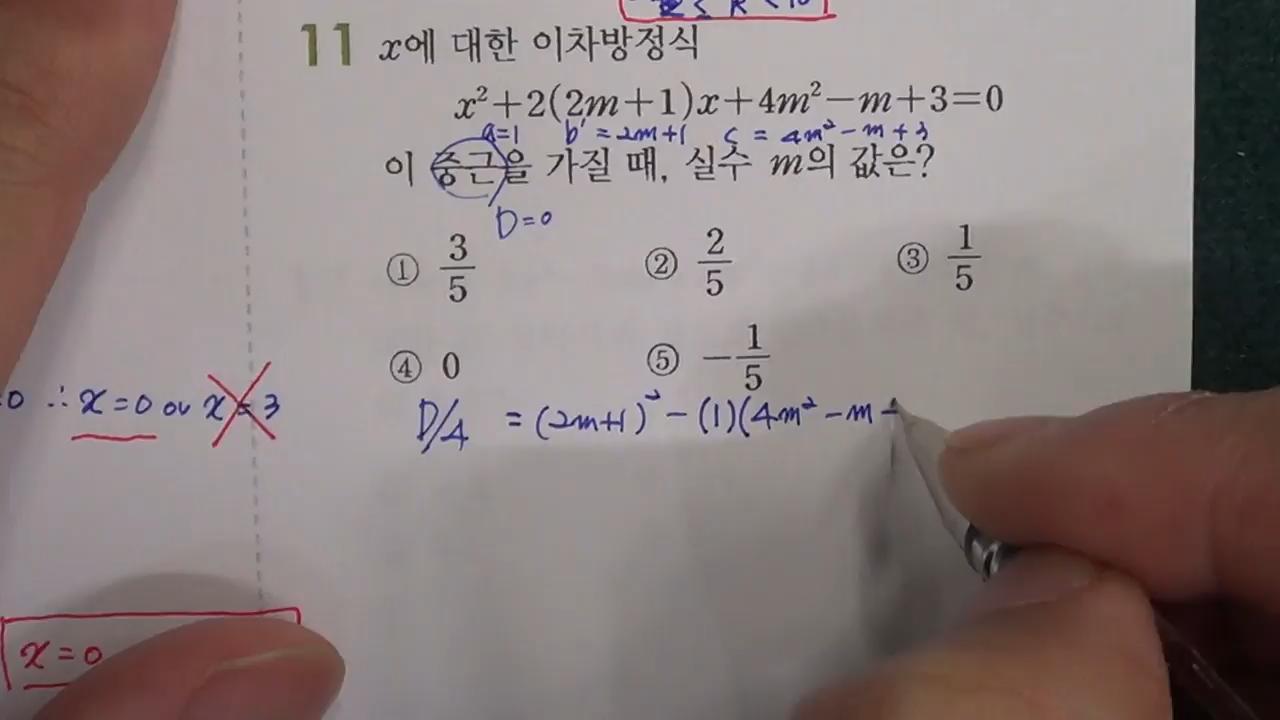 11 x에 대한 이차방정식
x²+2(2m+1)x+4m²-m+3=0
a=1 b'=2m+1 c=4m²-m+3
이 중근을 가질 때, 실수 m의 값은?
D=0
① 3/5 ② 2/5 ③ 1/5
④ 0 ⑤ -1/5
D/4 = (2m+1)² - (1)(4m² - m
=0 ∴ x=0 ou x=3
x=0